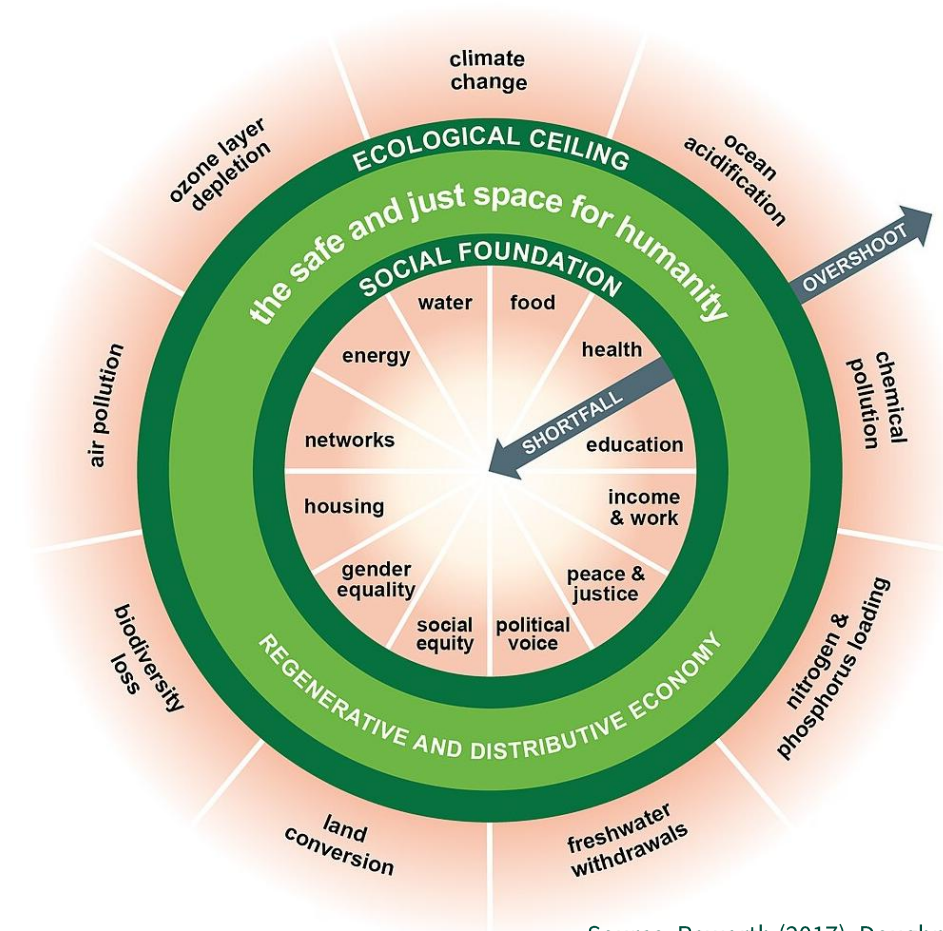 climate
change
ocean
acidification
OVERSHOOT
chemical
pollution
nitrogen &
phosphorus loading
freshwater
withdrawals
land
conversion
biodiversity
loss
air pollution
ozone layer
depletion
ECOLOGICAL CEILING
the safe and just space for humanity
SOCIAL FOUNDATION
water
food
health
SHORTFALL
education
income
& work
peace &
justice
political
voice
social
equity
gender
equality
housing
networks
energy
REGENERATIVE AND DISTRIBUTIVE ECONOMY